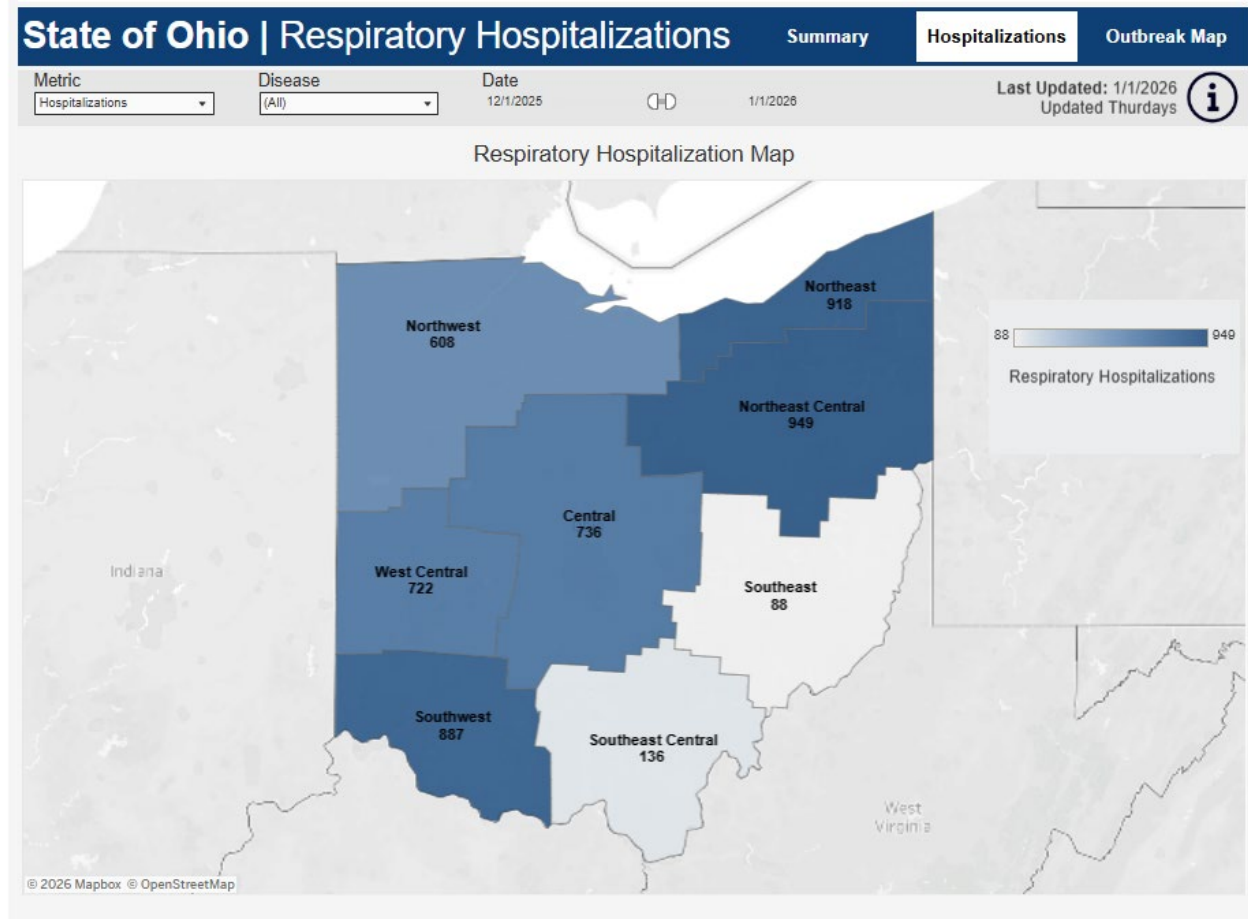 State of Ohio | Respiratory Hospitalizations
Summary
Hospitalizations
Outbreak Map
Metric
Hospitalizations
Disease
(All)
Date
12/1/2025
1/1/2026
Last Updated: 1/1/2026
Updated Thurdays
i
Respiratory Hospitalization Map
Northeast
918
Northwest
608
88
949
Respiratory Hospitalizations
Northeast Central
949
Central
736
Indiana
West Central
722
Southeast
88
Southwest
887
Southeast Central
136
West
Virginia
© 2026 Mapbox © OpenStreetMap